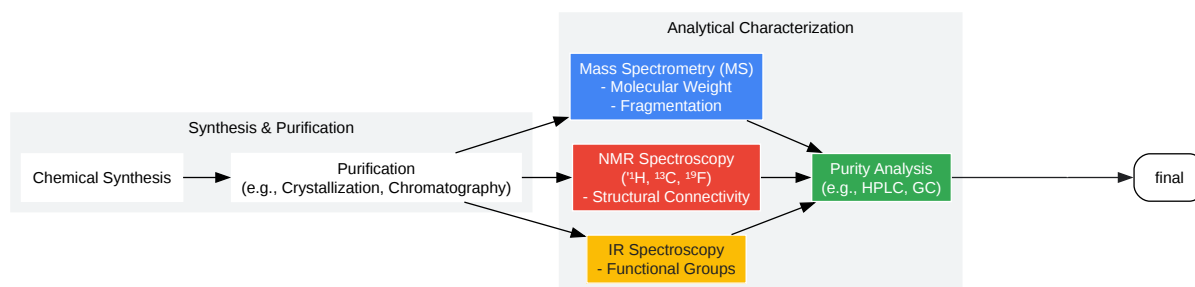 Analytical Characterization
Mass Spectrometry (MS)
- Molecular Weight
- Fragmentation
Synthesis & Purification
Chemical Synthesis
Purification
(e.g., Crystallization, Chromatography)
NMR Spectroscopy
('¹H, ¹³C, ¹⁹F)
- Structural Connectivity
Purity Analysis
(e.g., HPLC, GC)
final
IR Spectroscopy
- Functional Groups